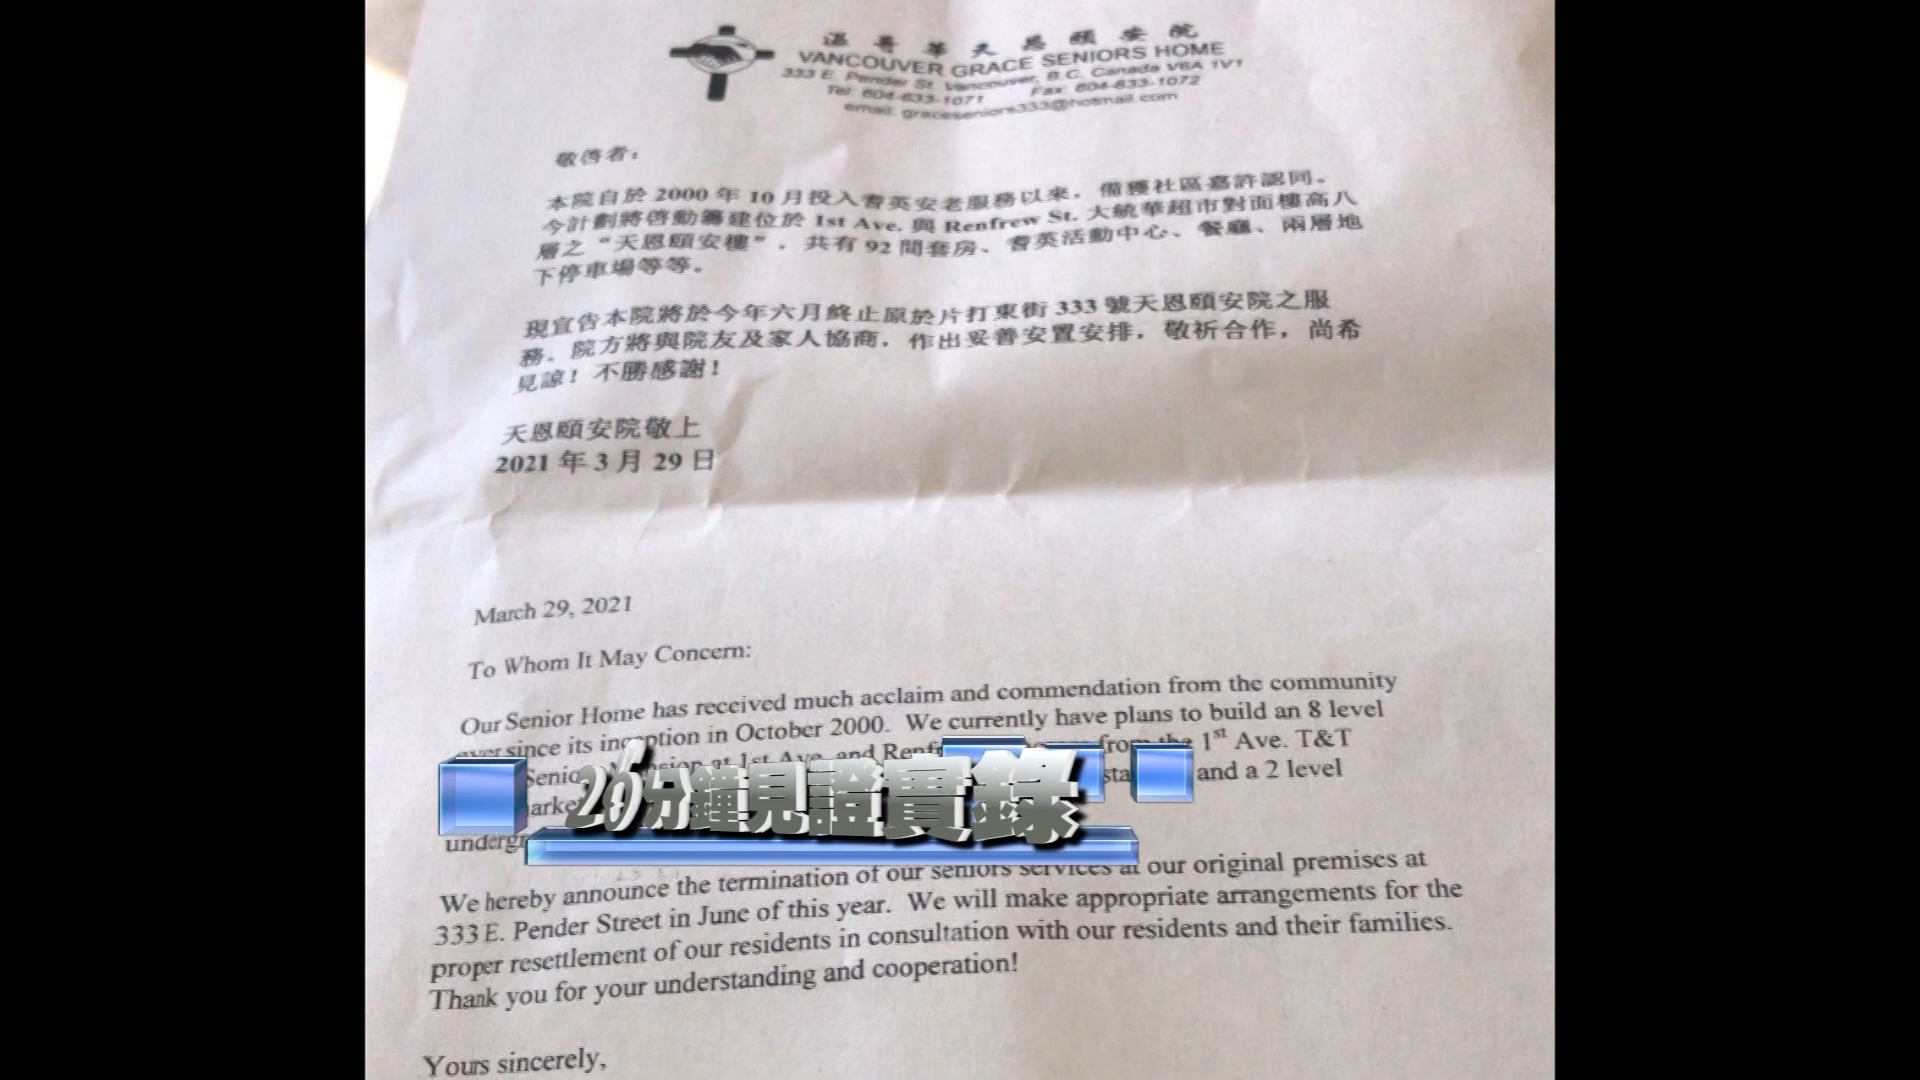 溫哥華天恩頤安院
VANCOUVER GRACE SENIORS HOME
333 E. Pender St. Vancouver, B.C. Canada V6A 1V1
Tel: 604-633-1071 Fax: 604-633-1072
email: graceseniors333@hotmail.com
敬啓者：
本院自於 2000 年 10 月投入耆英安老服務以來，備獲社區嘉許認同。
今計劃將啓動籌建位於 1st Ave. 與 Renfrew St. 大統華超市對面樓高八
層之“天恩頤安樓”，共有 92 間套房、耆英活動中心、餐廳、兩層地
下停車場等等。
現宣告本院將於今年六月終止原於片打東街 333 號天恩頤安院之服
務。院方將與院友及家人協商，作出妥善安置安排，敬祈合作，尚希
見諒！不勝感謝！
天恩頤安院敬上
2021 年 3 月 29 日
March 29, 2021
To Whom It May Concern:
Our Senior Home has received much acclaim and commendation from the community
ever since its inception in October 2000. We currently have plans to build an 8 level
at 1st Ave. and from the 1st Ave. T&T
and a 2 level
26分鐘見證實錄
We hereby announce the termination of our seniors services at our original premises at
333 E. Pender Street in June of this year. We will make appropriate arrangements for the
proper resettlement of our residents in consultation with our residents and their families.
Thank you for your understanding and cooperation!
Yours sincerely,